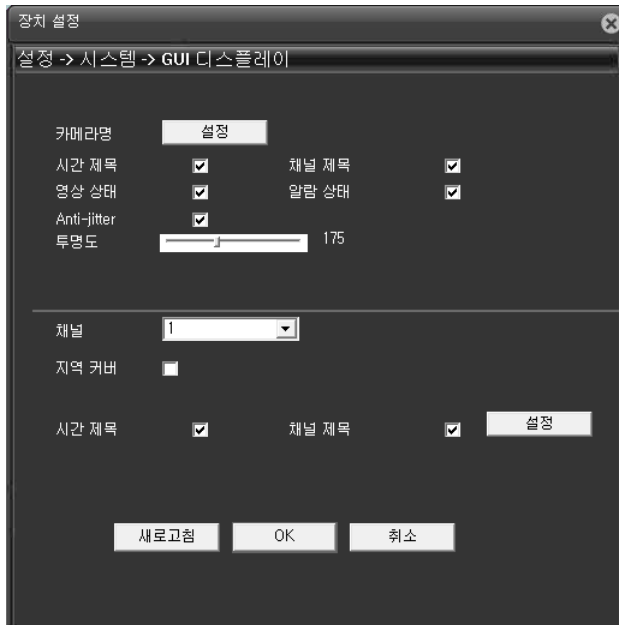 장치 설정
설정 -> 시스템 -> GUI 디스플레이
카메라명 설정
시간 제목 채널 제목
영상 상태 알람 상태
Anti-jitter
투명도 175
채널 1
지역 커버
시간 제목 채널 제목 설정
새로고침 OK 취소